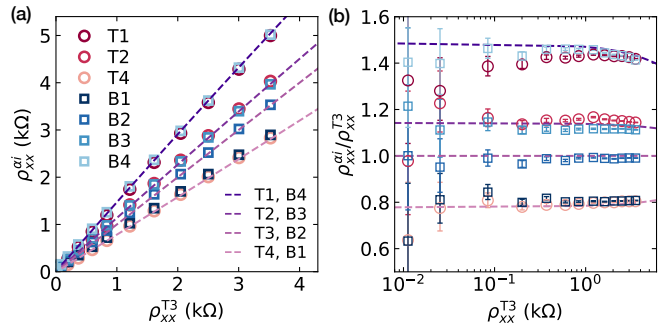 (a)
5
4
3
2
1
0
0
1
2
3
4
ρ_xx^{αi} (kΩ)
ρ_xx^{T3} (kΩ)
T1
T2
T4
B1
B2
B3
B4
T1, B4
T2, B3
T3, B2
T4, B1
(b)
1.6
1.4
1.2
1.0
0.8
0.6
10⁻²
10⁻¹
10⁰
10¹
ρ_xx^{αi}/ρ_xx^{T3}
ρ_xx^{T3} (kΩ)